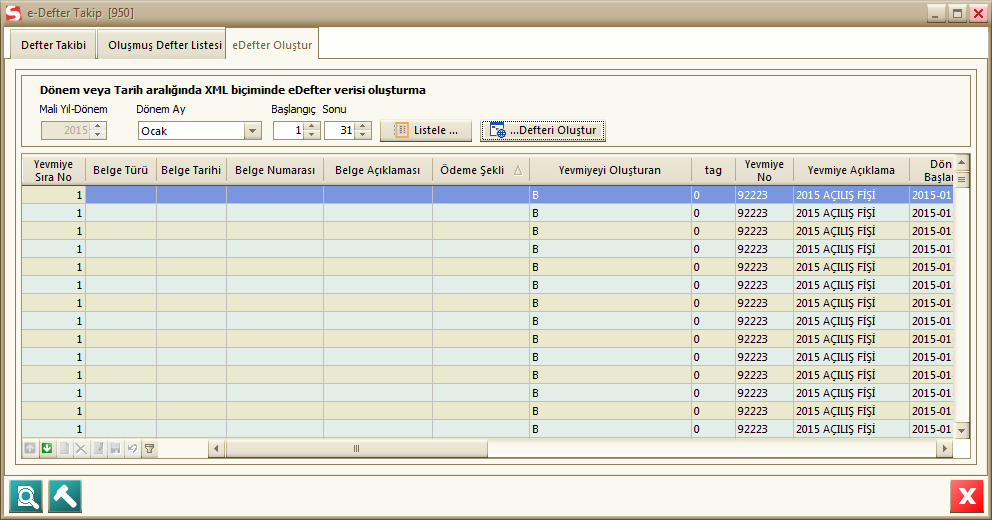 e-Defter Takip [950]
Defter Takibi Oluşmuş Defter Listesi eDefter Oluştur
Dönem veya Tarih aralığında XML biçiminde eDefter verisi oluşturma
Mali Yıl-Dönem Dönem Ay Başlangıç Sonu
2015 Ocak 1 31 Listele ... ...Defteri Oluştur
Yevmiye Sıra No Belge Türü Belge Tarihi Belge Numarası Belge Açıklaması Ödeme Şekli Yevmiyeyi Oluşturan tag Yevmiye No Yevmiye Açıklama Dön Başlar
1 B 0 92223 2015 AÇILIŞ FİŞİ 2015-01
1 B 0 92223 2015 AÇILIŞ FİŞİ 2015-01
1 B 0 92223 2015 AÇILIŞ FİŞİ 2015-01
1 B 0 92223 2015 AÇILIŞ FİŞİ 2015-01
1 B 0 92223 2015 AÇILIŞ FİŞİ 2015-01
1 B 0 92223 2015 AÇILIŞ FİŞİ 2015-01
1 B 0 92223 2015 AÇILIŞ FİŞİ 2015-01
1 B 0 92223 2015 AÇILIŞ FİŞİ 2015-01
1 B 0 92223 2015 AÇILIŞ FİŞİ 2015-01
1 B 0 92223 2015 AÇILIŞ FİŞİ 2015-01
1 B 0 92223 2015 AÇILIŞ FİŞİ 2015-01
1 B 0 92223 2015 AÇILIŞ FİŞİ 2015-01
1 B 0 92223 2015 AÇILIŞ FİŞİ 2015-01
1 B 0 92223 2015 AÇILIŞ FİŞİ 2015-01